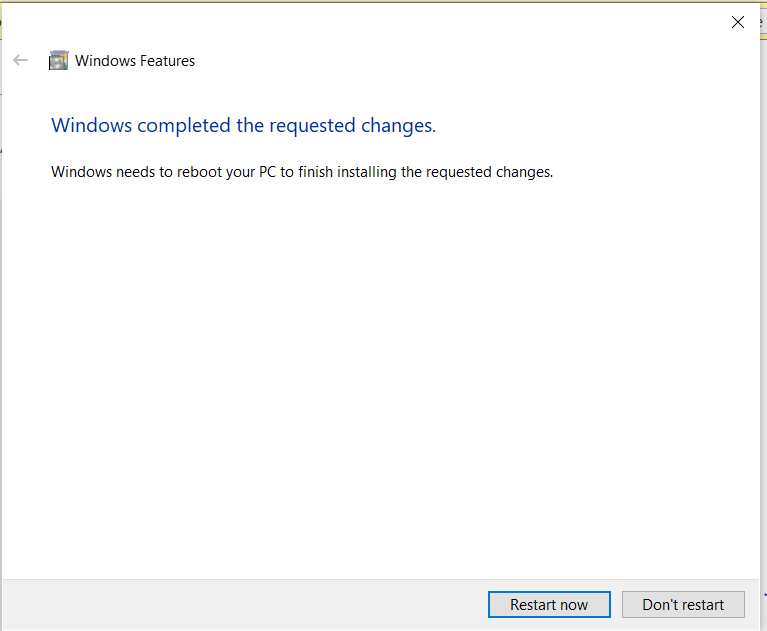 Windows Features
Windows completed the requested changes.
Windows needs to reboot your PC to finish installing the requested changes.
Restart now
Don't restart